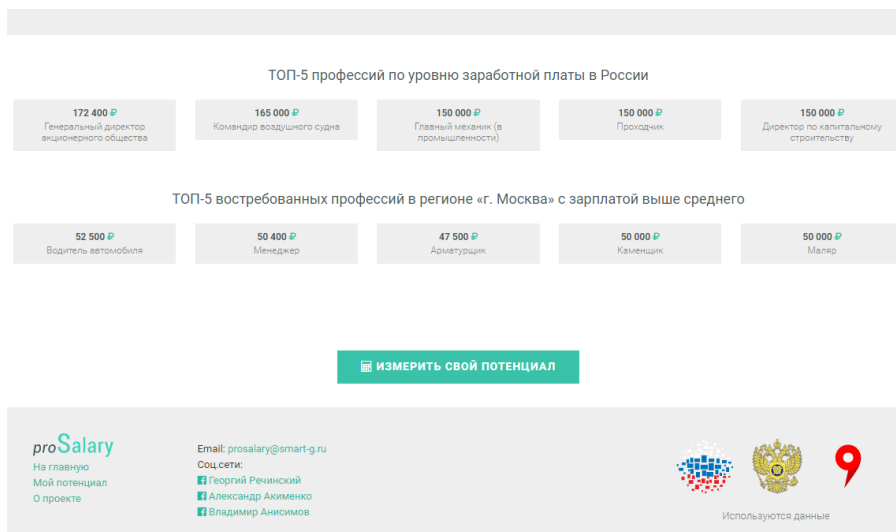 ТОП-5 профессий по уровню заработной платы в России
172 400 ₽
Генеральный директор
акционерного общества
165 000 ₽
Командир воздушного судна
150 000 ₽
Главный механик (в
промышленности)
150 000 ₽
Проходчик
150 000 ₽
Директор по капитальному
строительству
ТОП-5 востребованных профессий в регионе «г. Москва» с зарплатой выше среднего
52 500 ₽
Водитель автомобиля
50 400 ₽
Менеджер
47 500 ₽
Арматурщик
50 000 ₽
Каменщик
50 000 ₽
Маляр
ИЗМЕРИТЬ СВОЙ ПОТЕНЦИАЛ
proSalary
На главную
Мой потенциал
О проекте
Email: prosalary@smart-g.ru
Соц.сети:
Георгий Речинский
Александр Акименко
Владимир Анисимов
Используются данные